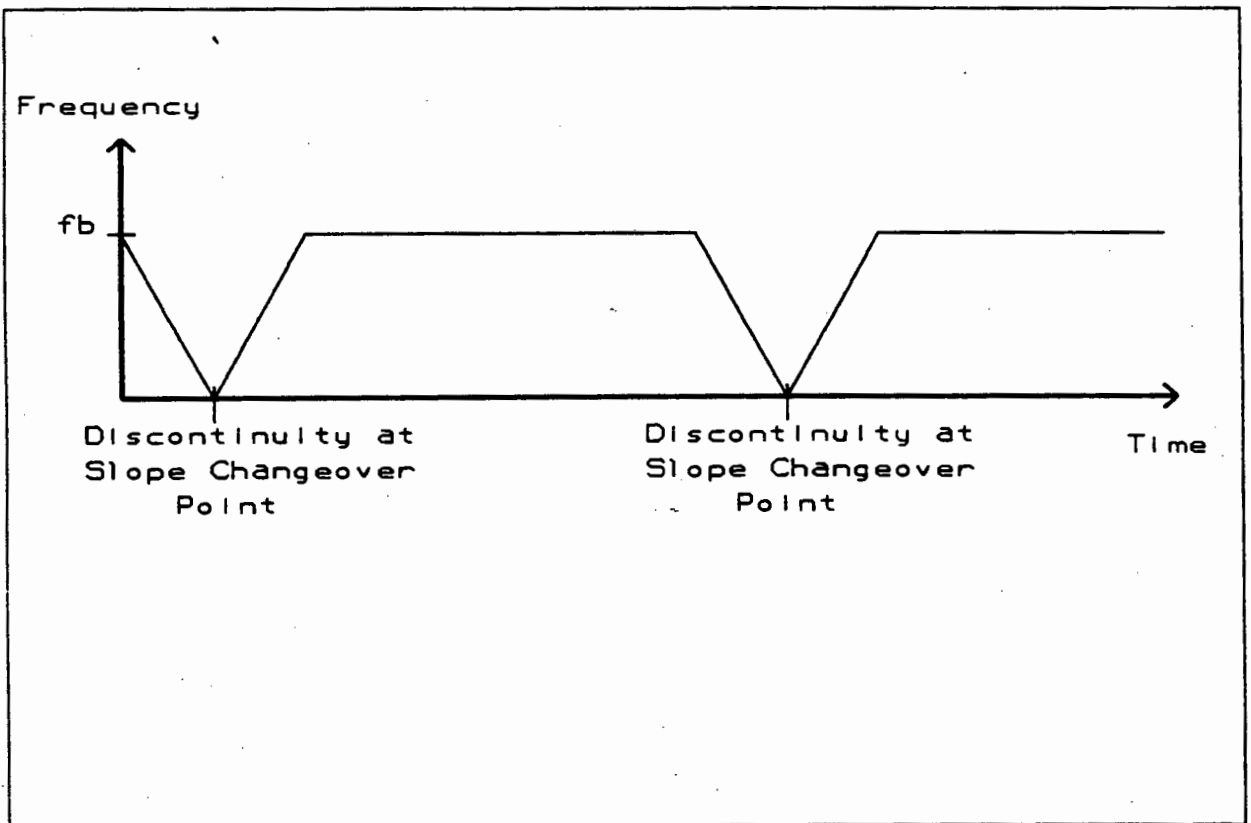 Frequency
fb
Discontinuity at
Slope Changeover
Point
Discontinuity at
Slope Changeover
Point
Time